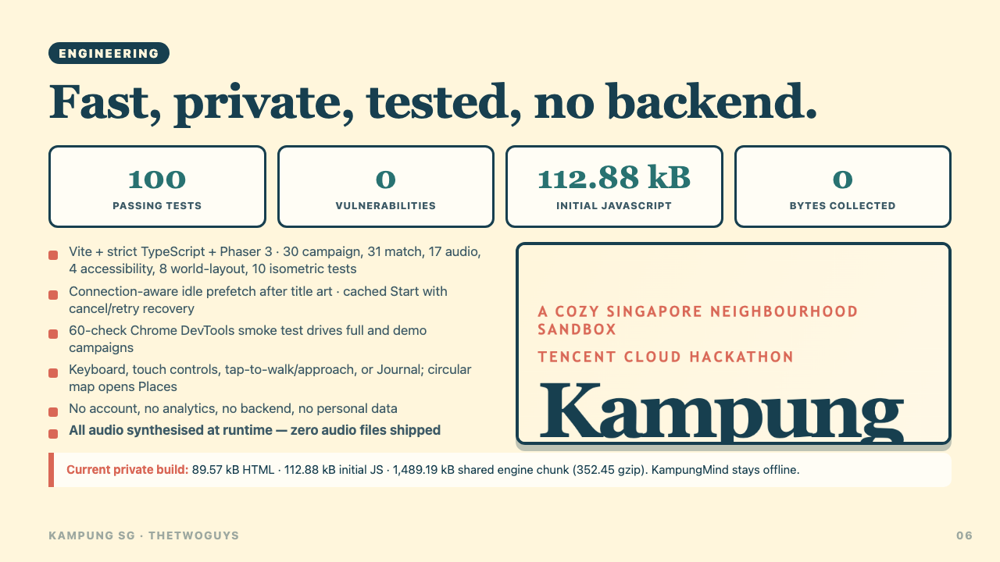 ENGINEERING
Fast, private, tested, no backend.
100
PASSING TESTS
0
VULNERABILITIES
112.88 kB
INITIAL JAVASCRIPT
0
BYTES COLLECTED
Vite + strict TypeScript + Phaser 3 · 30 campaign, 31 match, 17 audio,
4 accessibility, 8 world-layout, 10 isometric tests
Connection-aware idle prefetch after title art · cached Start with
cancel/retry recovery
60-check Chrome DevTools smoke test drives full and demo
campaigns
Keyboard, touch controls, tap-to-walk/approach, or Journal; circular
map opens Places
No account, no analytics, no backend, no personal data
All audio synthesised at runtime — zero audio files shipped
A COZY SINGAPORE NEIGHBOURHOOD
SANDBOX
TENCENT CLOUD HACKATHON
Kampung
Current private build: 89.57 kB HTML · 112.88 kB initial JS · 1,489.19 kB shared engine chunk (352.45 gzip). KampungMind stays offline.
KAMPUNG SG · THETWOGUYS
06